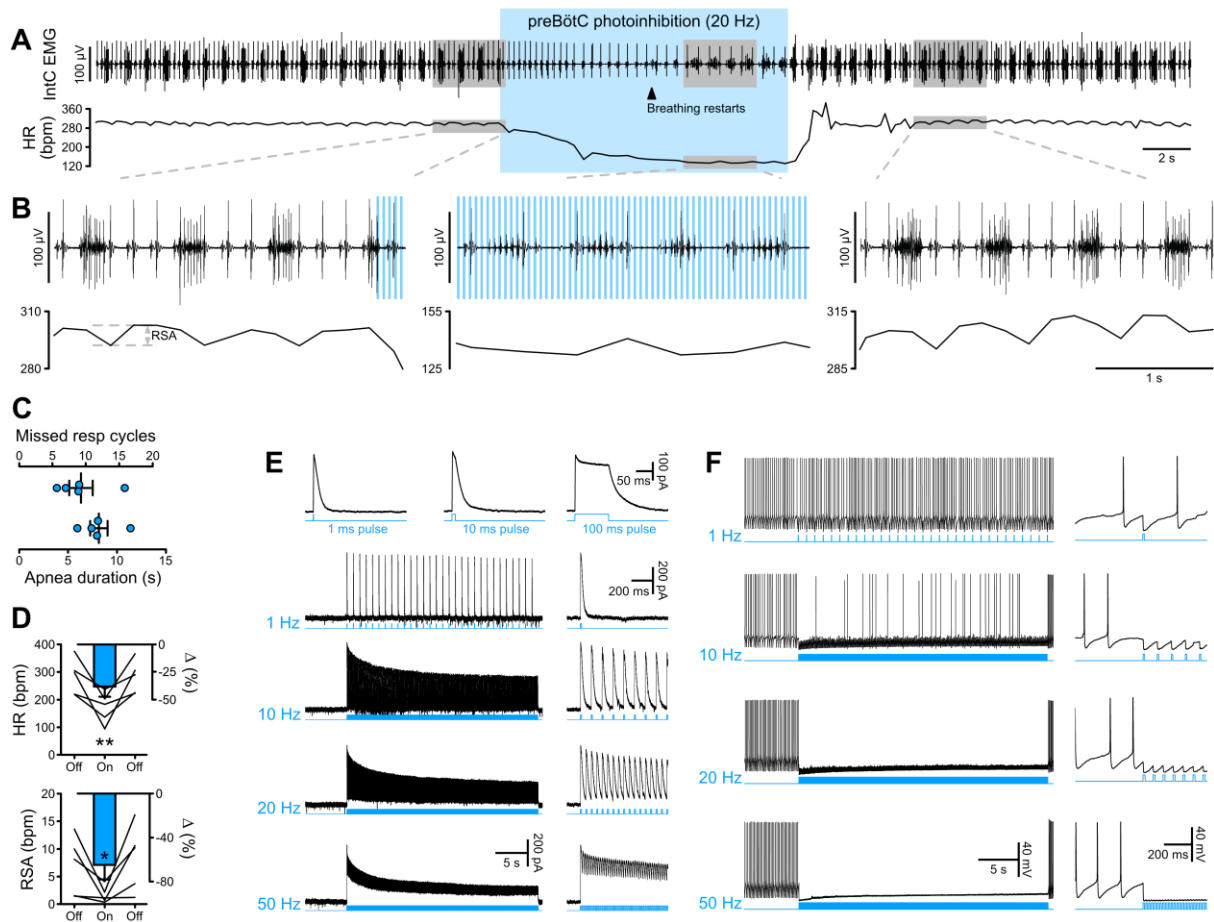 A
preBötC photoinhibition (20 Hz)
IntC EMG
100 µV
Breathing restarts
HR
(bpm)
360
280
200
120
2 s
B
100 µV
100 µV
100 µV
310
280
RSA
155
125
315
285
1 s
C
Missed resp cycles
0 5 10 15 20
0 5 10 15
Apnea duration (s)
D
HR (bpm)
400
300
200
100
0
0
-25
-50
Δ (%)
**
Off On Off
RSA (bpm)
20
15
10
5
0
0
-40
-80
Δ (%)
*
Off On Off
E
1 ms pulse
10 ms pulse
100 ms pulse
50 ms
100 pA
1 Hz
200 ms
200 pA
10 Hz
20 Hz
50 Hz
5 s
200 pA
F
1 Hz
10 Hz
20 Hz
50 Hz
5 s
40 mV
200 ms
40 mV